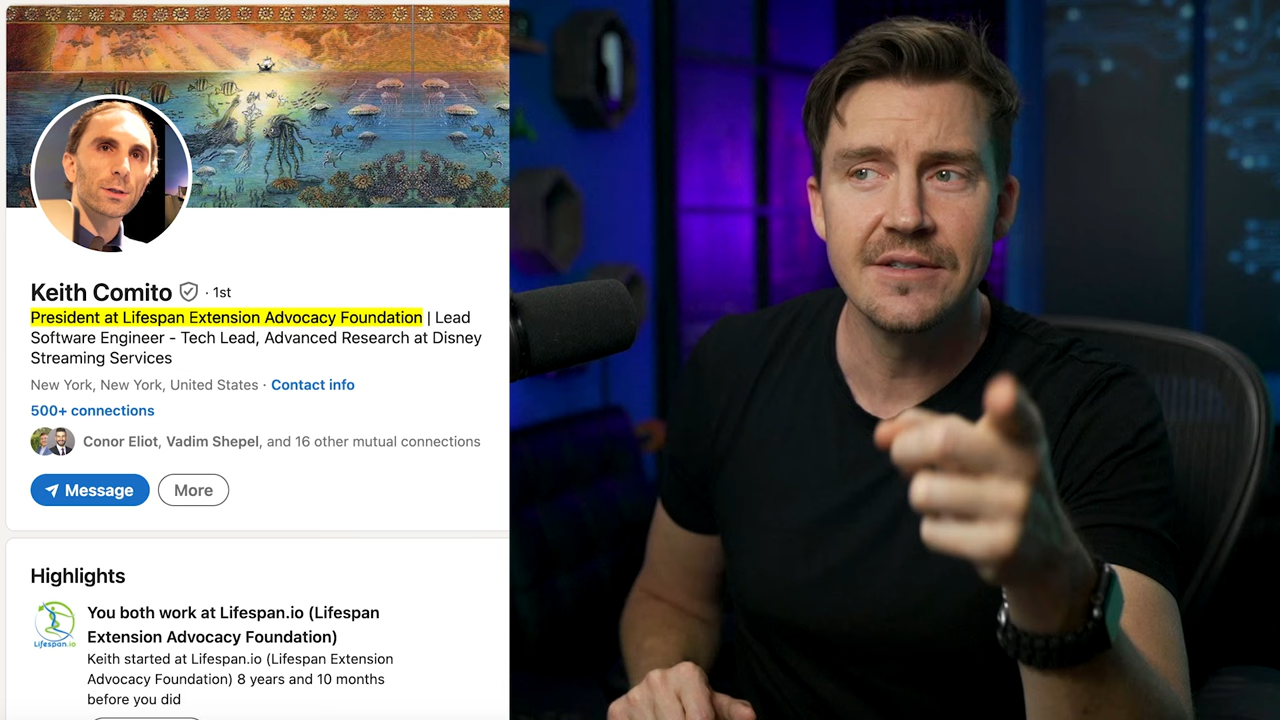 Keith Comito · 1st
President at Lifespan Extension Advocacy Foundation | Lead
Software Engineer - Tech Lead, Advanced Research at Disney
Streaming Services
New York, New York, United States · Contact info
500+ connections
Conor Eliot, Vadim Shepel, and 16 other mutual connections
Message
More
Highlights
Lifespan.io
You both work at Lifespan.io (Lifespan
Extension Advocacy Foundation)
Keith started at Lifespan.io (Lifespan Extension
Advocacy Foundation) 8 years and 10 months
before you did